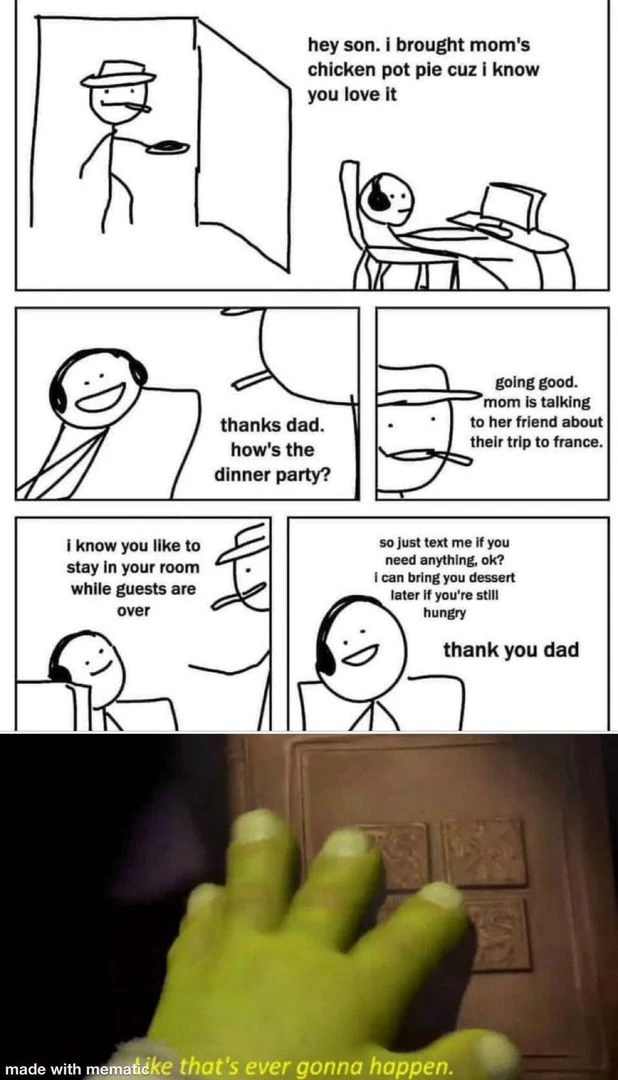 hey son. i brought mom's
chicken pot pie cuz i know
you love it
thanks dad.
how's the
dinner party?
going good.
mom is talking
to her friend about
their trip to france.
i know you like to
stay in your room
while guests are
over
so just text me if you
need anything, ok?
i can bring you dessert
later if you're still
hungry
thank you dad
Like that's ever gonna happen.
made with mematic